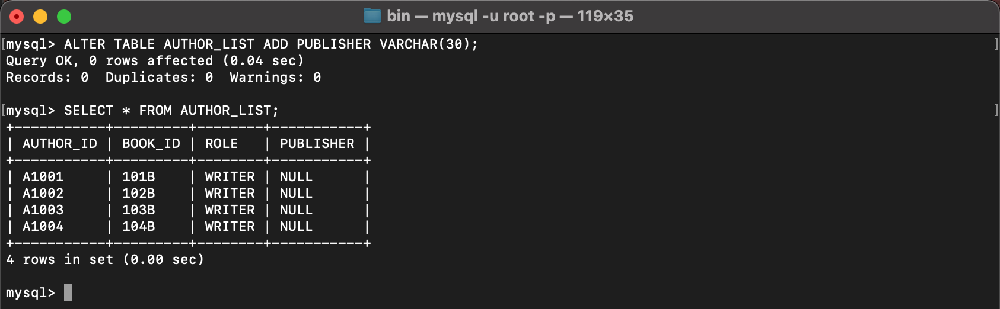 bin — mysql -u root -p — 119×35
[mysql> ALTER TABLE AUTHOR_LIST ADD PUBLISHER VARCHAR(30); ]
Query OK, 0 rows affected (0.04 sec)
Records: 0  Duplicates: 0  Warnings: 0
[mysql> SELECT * FROM AUTHOR_LIST; ]
+-----------+---------+--------+-----------+
| AUTHOR_ID | BOOK_ID | ROLE   | PUBLISHER |
+-----------+---------+--------+-----------+
| A1001     | 101B    | WRITER | NULL      |
| A1002     | 102B    | WRITER | NULL      |
| A1003     | 103B    | WRITER | NULL      |
| A1004     | 104B    | WRITER | NULL      |
+-----------+---------+--------+-----------+
4 rows in set (0.00 sec)
mysql>